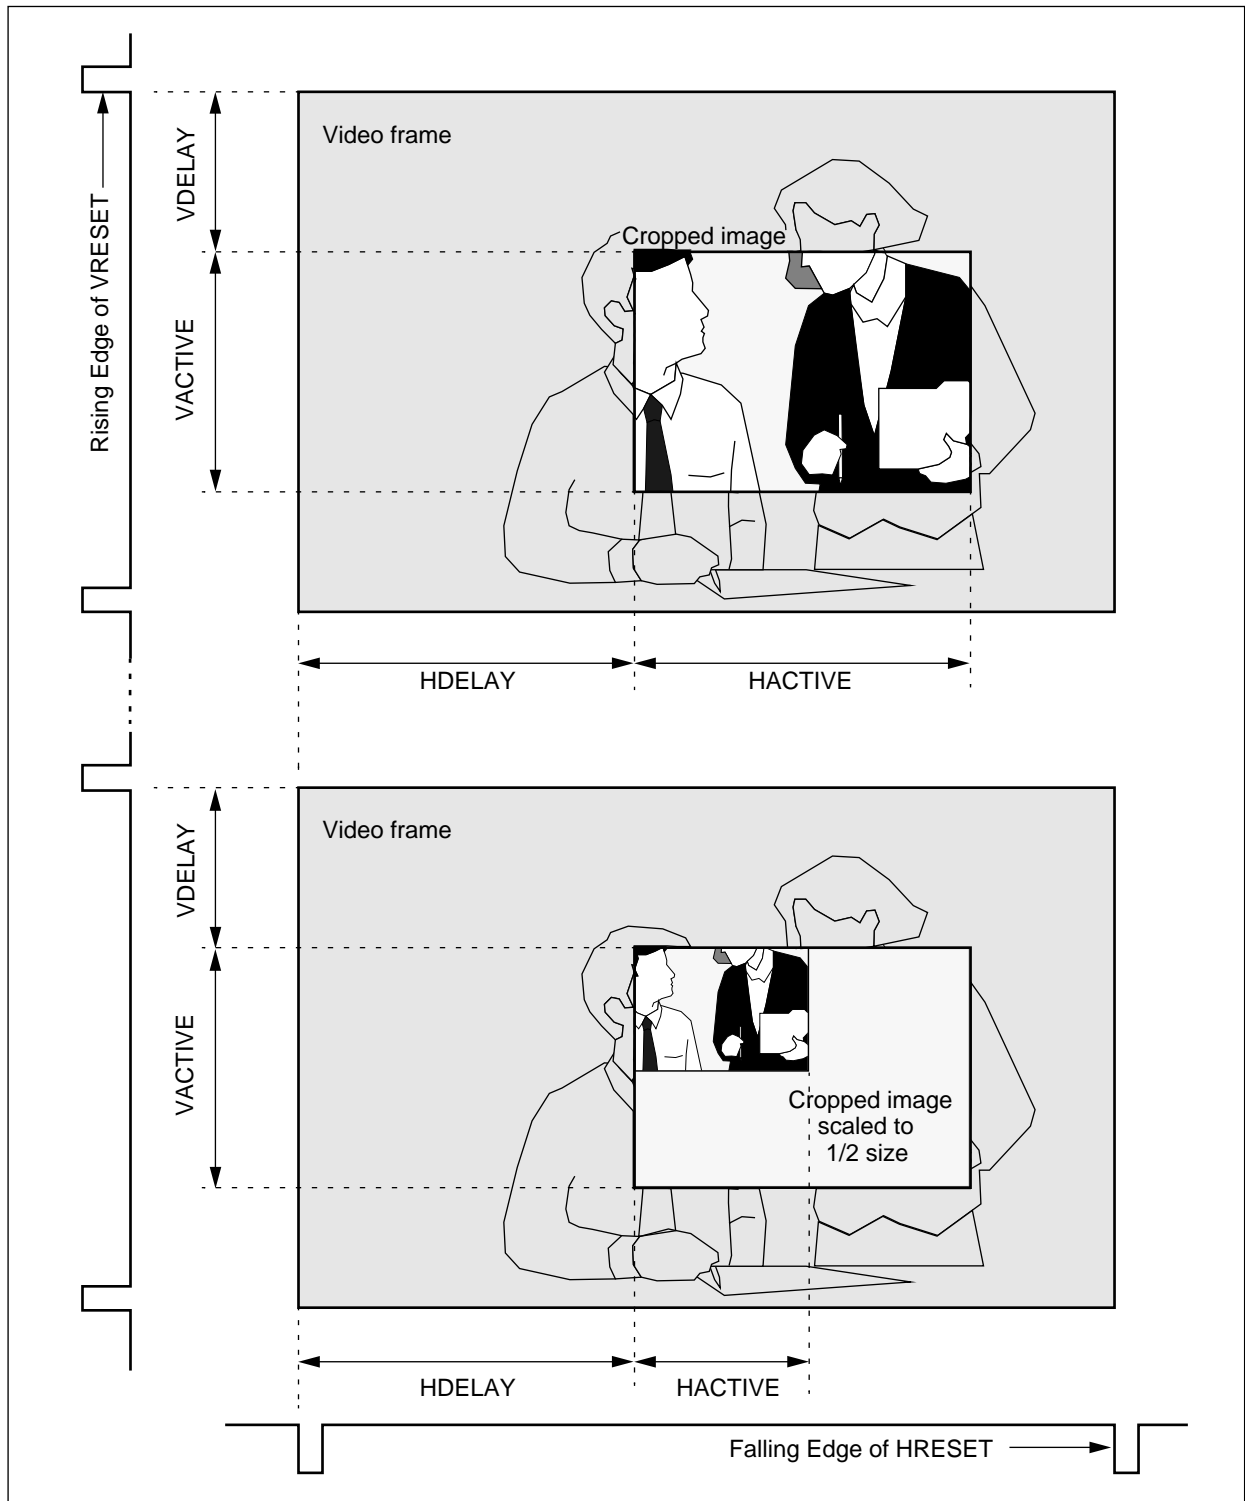 Rising Edge of VRESET
VDELAY
VACTIVE
Video frame
Cropped image
HDELAY
HACTIVE
VDELAY
VACTIVE
Video frame
Cropped image
scaled to
1/2 size
HDELAY
HACTIVE
Falling Edge of HRESET